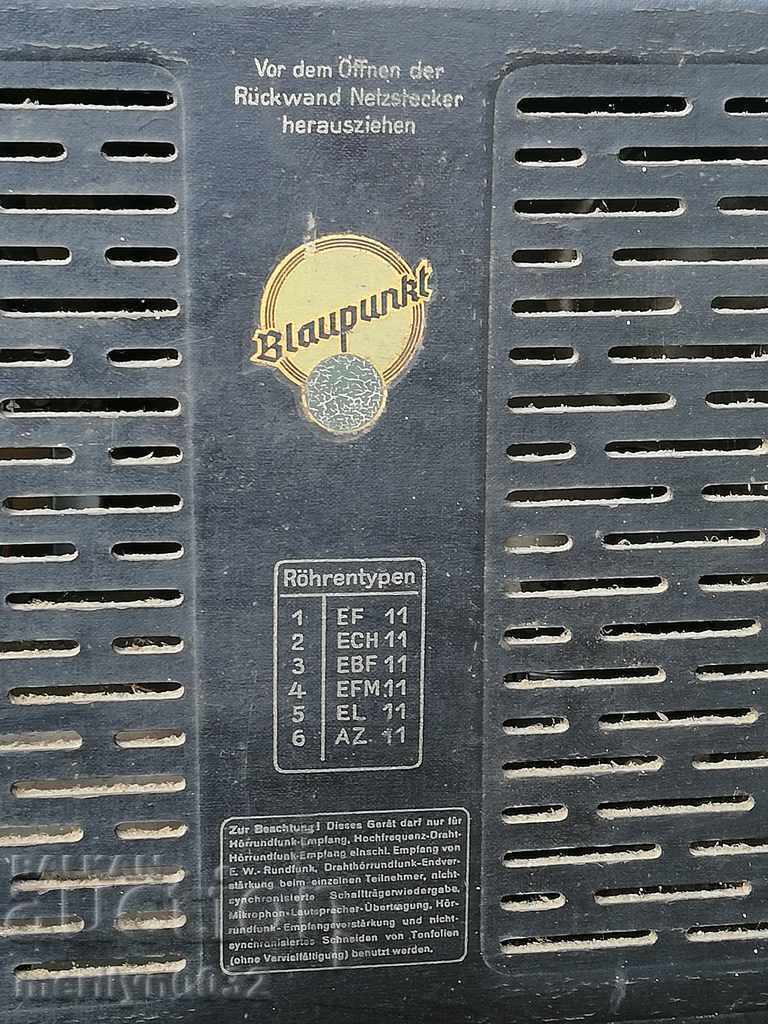 Vor dem Öffnen der
Rückwand Netzstecker
herausziehen
Blaupunkt
Röhrentypen
1 EF 11
2 ECH 11
3 EBF 11
4 EFM 11
5 EL 11
6 AZ 11
Zur Beachtung! Dieses Gerät darf nur für
Hörrundfunk-Empfang, Hochfrequenz-Draht-
Hörrundfunk-Empfang einschl. Empfang von
E. W.-Rundfunk, Drahthörrundfunk-Endver-
stärkung beim einzelnen Teilnehmer, nicht-
synchronisierte Schallträgerwiedergabe,
Mikrophon-Lautsprecher-Übertragung, Hör-
rundfunk-Empfangsverstärkung und nicht-
synchronisiertes Schneiden von Tonfolien
(ohne Vervielfältigung) benutzt werden.
BALKAN
AUCTION
menlyn0032